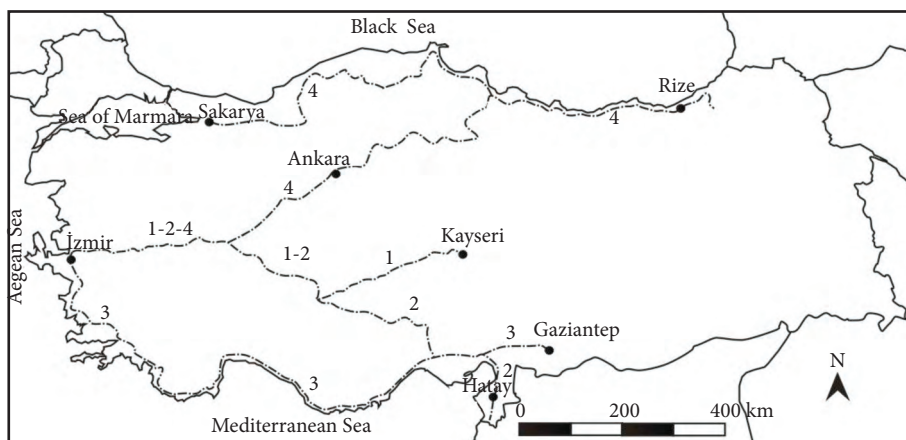 Black Sea
Rize
4
Sea of Marmara
Sakarya
4
Ankara
4
Aegean Sea
İzmir
1-2-4
Kayseri
1-2
1
2
3
3
Gaziantep
3
2
Hatay
N
Mediterranean Sea
0
200
400 km